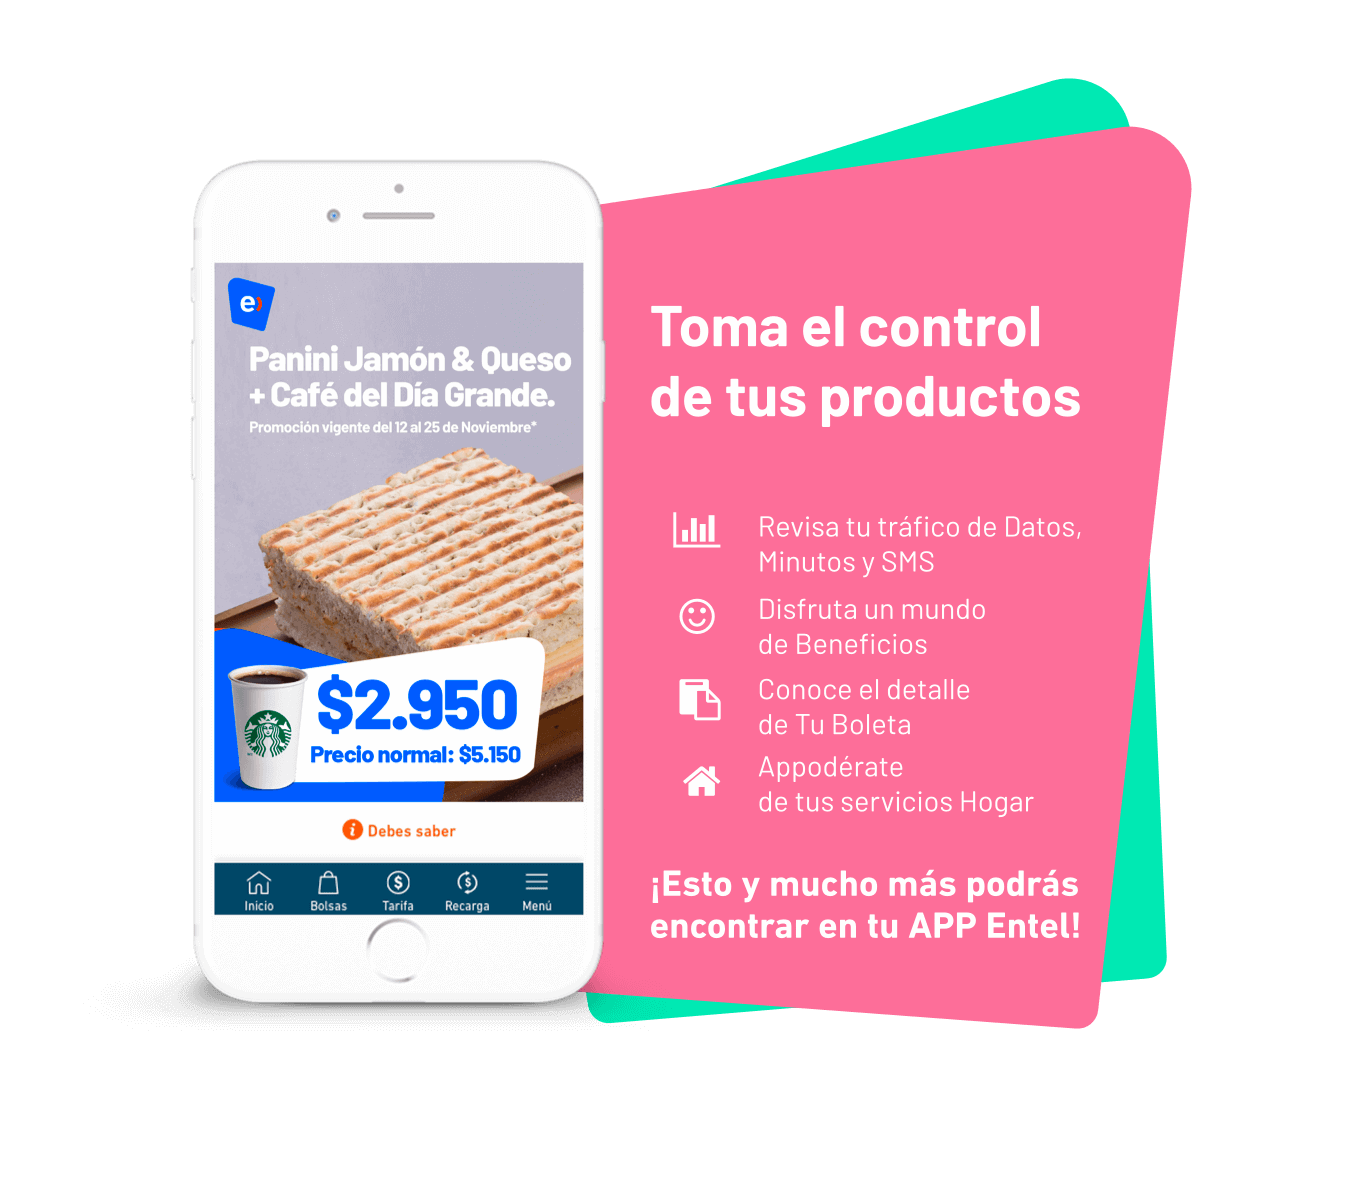 e)
Panini Jamón & Queso
+ Café del Día Grande.
Promoción vigente del 12 al 25 de Noviembre*
$2.950
Precio normal: $5.150
i Debes saber
Inicio Bolsas Tarifa Recarga Menú
Toma el control
de tus productos
Revisa tu tráfico de Datos,
Minutos y SMS
Disfruta un mundo
de Beneficios
Conoce el detalle
de Tu Boleta
Appodérate
de tus servicios Hogar
¡Esto y mucho más podrás
encontrar en tu APP Entel!